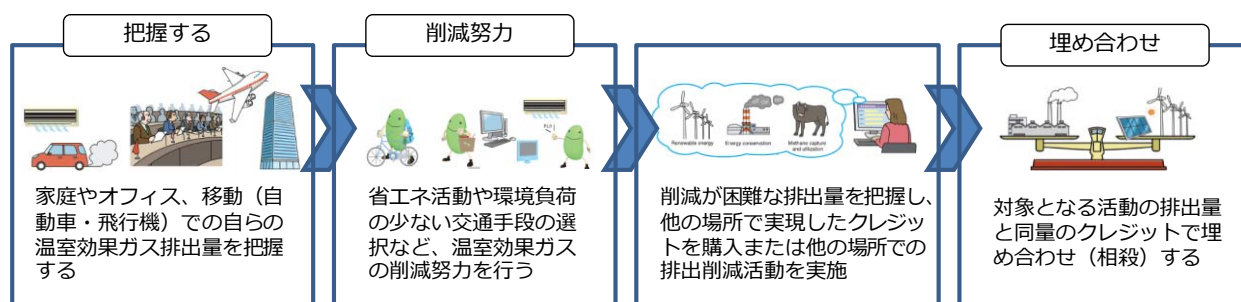 把握する
家庭やオフィス、移動（自
動車・飛行機）での自らの
温室効果ガス排出量を把握
する
削減努力
省エネ活動や環境負荷
の少ない交通手段の選
択など、温室効果ガス
の削減努力を行う
Renewable energy
Energy conservation
Methane capture
and utilization
削減が困難な排出量を把握し、
他の場所で実現したクレジッ
トを購入または他の場所での
排出削減活動を実施
埋め合わせ
対象となる活動の排出量
と同量のクレジットで埋
め合わせ（相殺）する